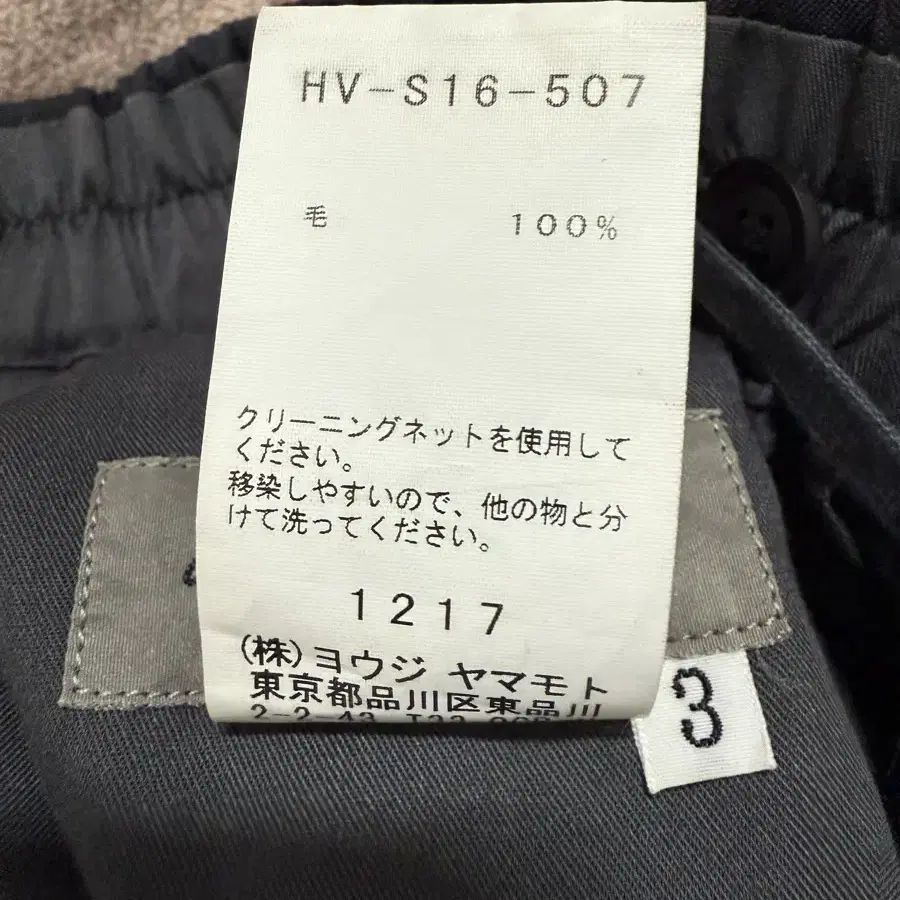 HV-S16-507
毛 100%
クリーニングネットを使用して
ください。
移染しやすいので、他の物と分
けて洗ってください。
1217
(株)ヨウジ ヤマモト
東京都品川区東品川
2-2-43
3